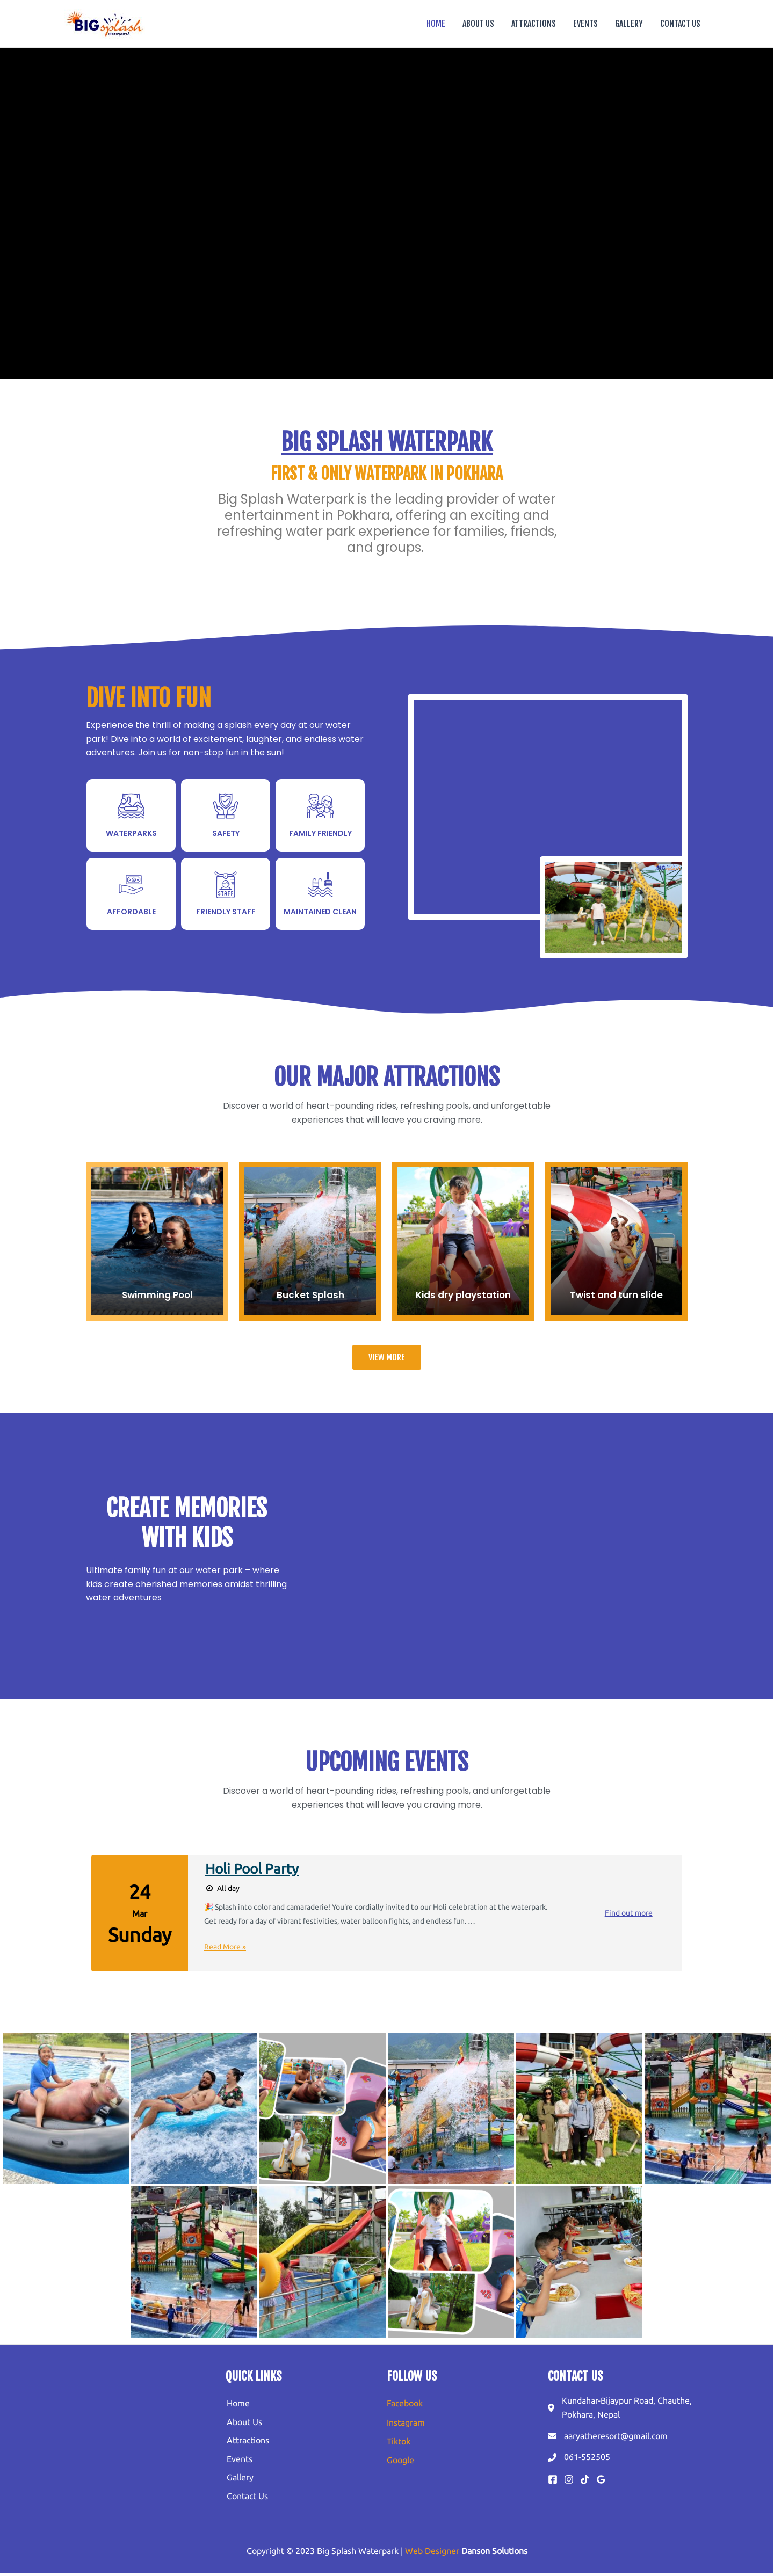 BIG splash
waterpark
HOME
ABOUT US
ATTRACTIONS
EVENTS
GALLERY
CONTACT US
BIG SPLASH WATERPARK
FIRST & ONLY WATERPARK IN POKHARA
Big Splash Waterpark is the leading provider of water
entertainment in Pokhara, offering an exciting and
refreshing water park experience for families, friends,
and groups.
DIVE INTO FUN
Experience the thrill of making a splash every day at our water
park! Dive into a world of excitement, laughter, and endless water
adventures. Join us for non-stop fun in the sun!
WATERPARKS
SAFETY
FAMILY FRIENDLY
AFFORDABLE
STAFF
FRIENDLY STAFF
MAINTAINED CLEAN
OUR MAJOR ATTRACTIONS
Discover a world of heart-pounding rides, refreshing pools, and unforgettable
experiences that will leave you craving more.
Swimming Pool
Bucket Splash
Kids dry playstation
Twist and turn slide
VIEW MORE
CREATE MEMORIES
WITH KIDS
Ultimate family fun at our water park – where
kids create cherished memories amidst thrilling
water adventures
UPCOMING EVENTS
Discover a world of heart-pounding rides, refreshing pools, and unforgettable
experiences that will leave you craving more.
24
Mar
Sunday
Holi Pool Party
All day
🎉 Splash into color and camaraderie! You're cordially invited to our Holi celebration at the waterpark.
Get ready for a day of vibrant festivities, water balloon fights, and endless fun. …
Read More »
Find out more
QUICK LINKS
Home
About Us
Attractions
Events
Gallery
Contact Us
FOLLOW US
Facebook
Instagram
Tiktok
Google
CONTACT US
Kundahar-Bijaypur Road, Chauthe,
Pokhara, Nepal
aaryatheresort@gmail.com
061-552505
Copyright © 2023 Big Splash Waterpark | Web Designer Danson Solutions